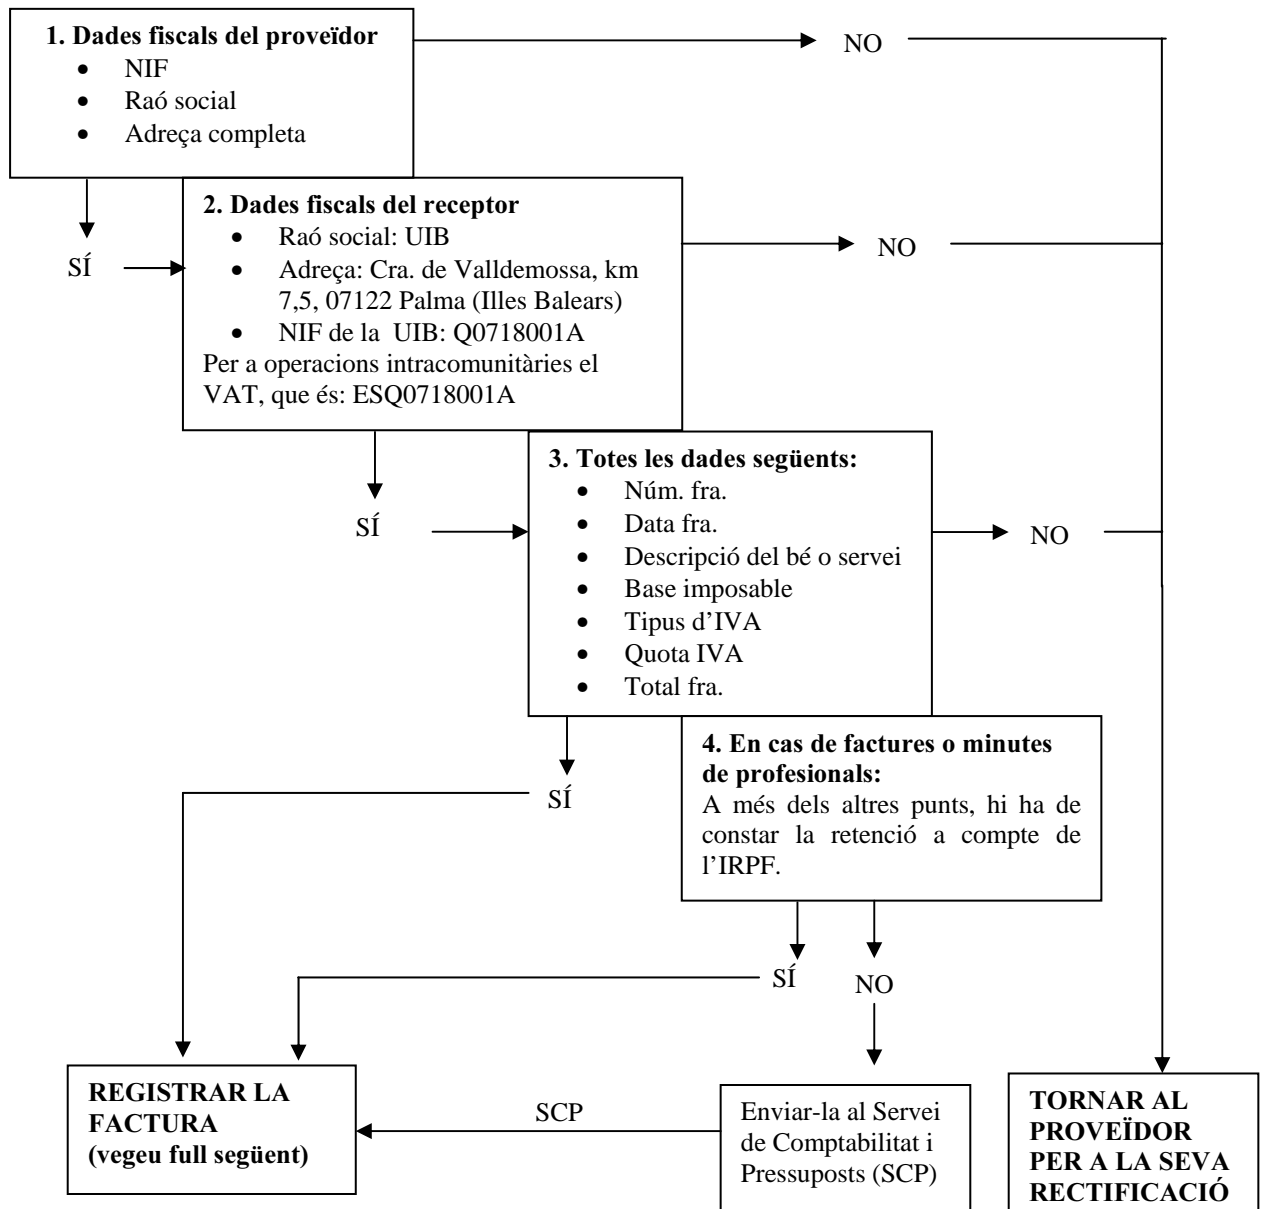 1. Dades fiscals del proveïdor
• NIF
• Raó social
• Adreça completa
NO
SÍ
2. Dades fiscals del receptor
• Raó social: UIB
• Adreça: Cra. de Valldemossa, km
7,5, 07122 Palma (Illes Balears)
• NIF de la UIB: Q0718001A
Per a operacions intracomunitàries el
VAT, que és: ESQ0718001A
NO
SÍ
3. Totes les dades següents:
• Núm. fra.
• Data fra.
• Descripció del bé o servei
• Base imposable
• Tipus d’IVA
• Quota IVA
• Total fra.
NO
SÍ
4. En cas de factures o minutes
de profesionals:
A més dels altres punts, hi ha de
constar la retenció a compte de
l’IRPF.
SÍ
NO
REGISTRAR LA
FACTURA
(vegeu full següent)
SCP
Enviar-la al Servei
de Comptabilitat i
Pressuposts (SCP)
TORNAR AL
PROVEÏDOR
PER A LA SEVA
RECTIFICACIÓ